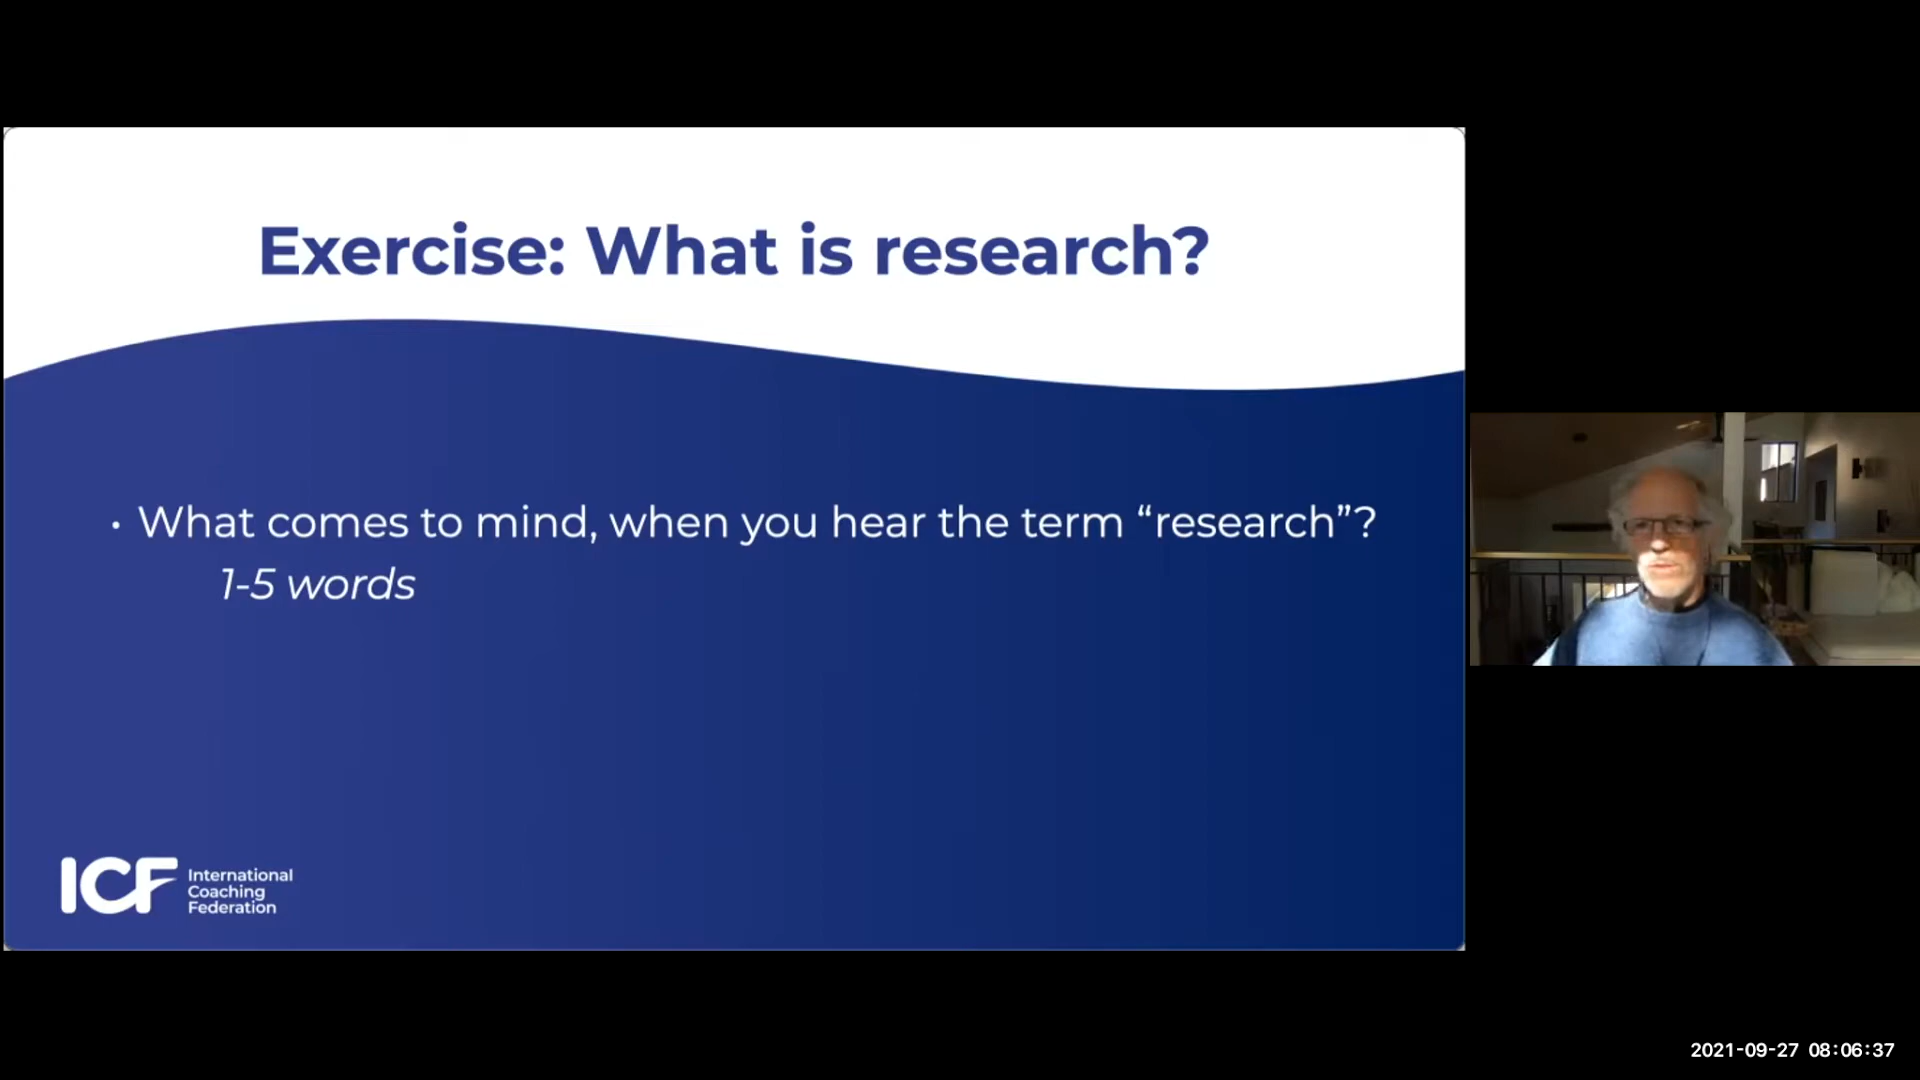 Exercise: What is research?
• What comes to mind, when you hear the term “research”?
1-5 words
ICF
International
Coaching
Federation
2021-09-27 08:06:37